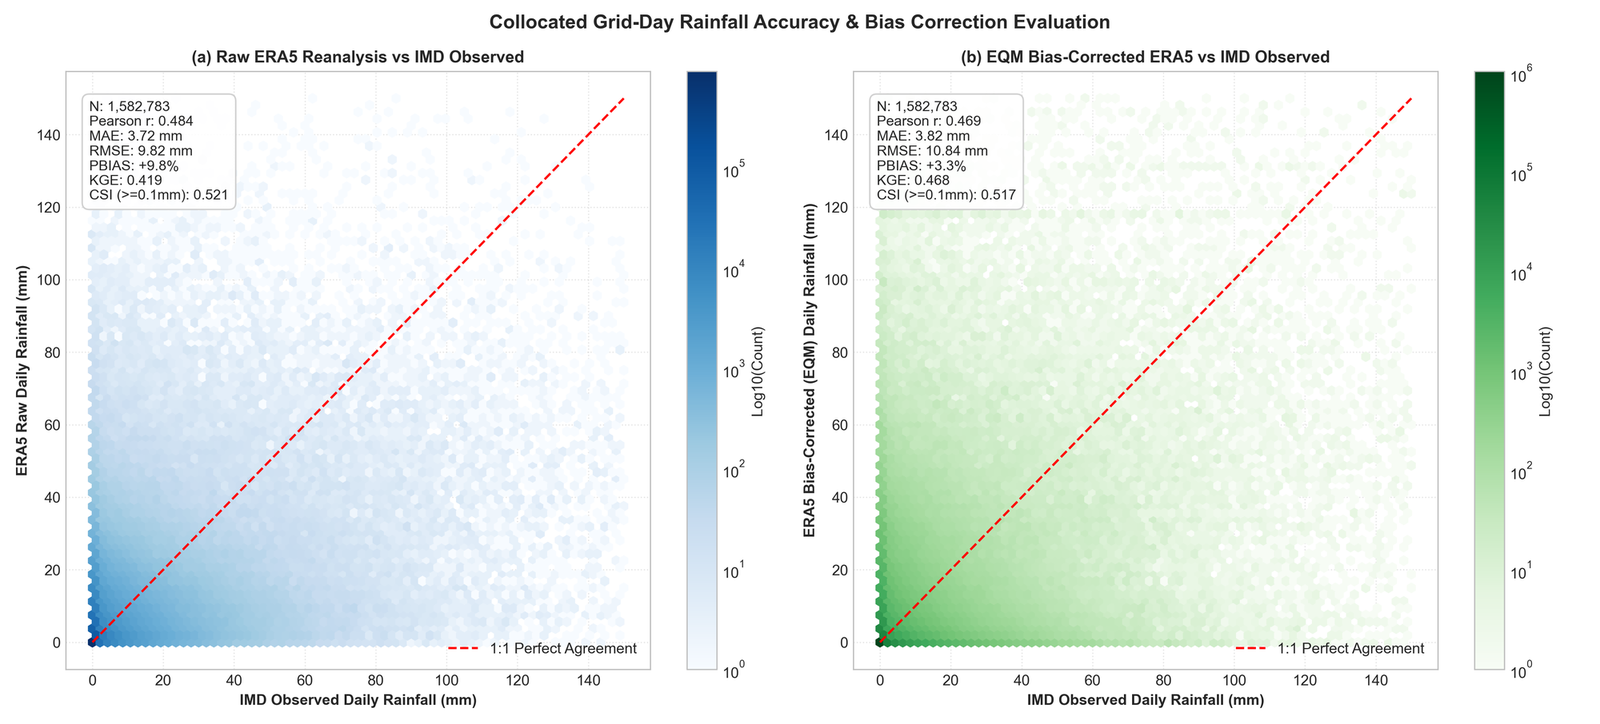 Collocated Grid-Day Rainfall Accuracy & Bias Correction Evaluation
(a) Raw ERA5 Reanalysis vs IMD Observed
N: 1,582,783
Pearson r: 0.484
MAE: 3.72 mm
RMSE: 9.82 mm
PBIAS: +9.8%
KGE: 0.419
CSI (>=0.1mm): 0.521
ERA5 Raw Daily Rainfall (mm)
140
120
100
80
60
40
20
0
0 20 40 60 80 100 120 140
IMD Observed Daily Rainfall (mm)
1:1 Perfect Agreement
10^5
10^4
10^3
10^2
10^1
10^0
Log10(Count)
(b) EQM Bias-Corrected ERA5 vs IMD Observed
N: 1,582,783
Pearson r: 0.469
MAE: 3.82 mm
RMSE: 10.84 mm
PBIAS: +3.3%
KGE: 0.468
CSI (>=0.1mm): 0.517
ERA5 Bias-Corrected (EQM) Daily Rainfall (mm)
140
120
100
80
60
40
20
0
0 20 40 60 80 100 120 140
IMD Observed Daily Rainfall (mm)
1:1 Perfect Agreement
10^6
10^5
10^4
10^3
10^2
10^1
10^0
Log10(Count)